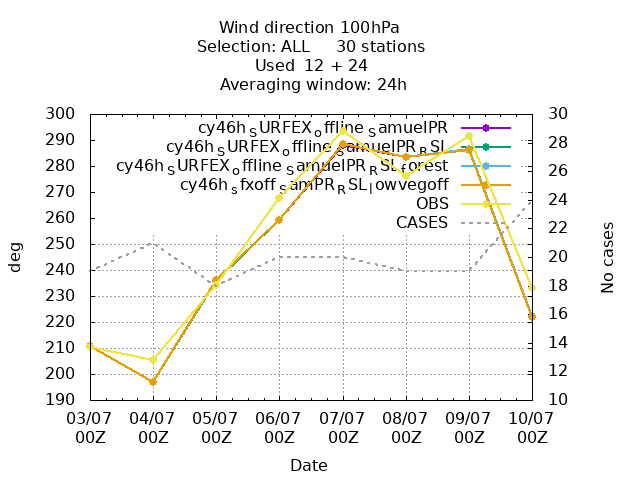 Wind direction 100hPa
Selection: ALL 30 stations
Used 12 + 24
Averaging window: 24h
300
290
280
270
260
250
240
230
220
210
200
190
30
28
26
24
22
20
18
16
14
12
10
deg
No cases
cy46h_SURFEX_offline_SamuelPR
cy46h_SURFEX_offline_SamuelPR_RSL
cy46h_SURFEX_offline_SamuelPR_RSL_forest
cy46h_sfxoff_SamPR_RSL_lowvegoff
OBS
CASES
03/07 04/07 05/07 06/07 07/07 08/07 09/07 10/07
00Z 00Z 00Z 00Z 00Z 00Z 00Z 00Z
Date